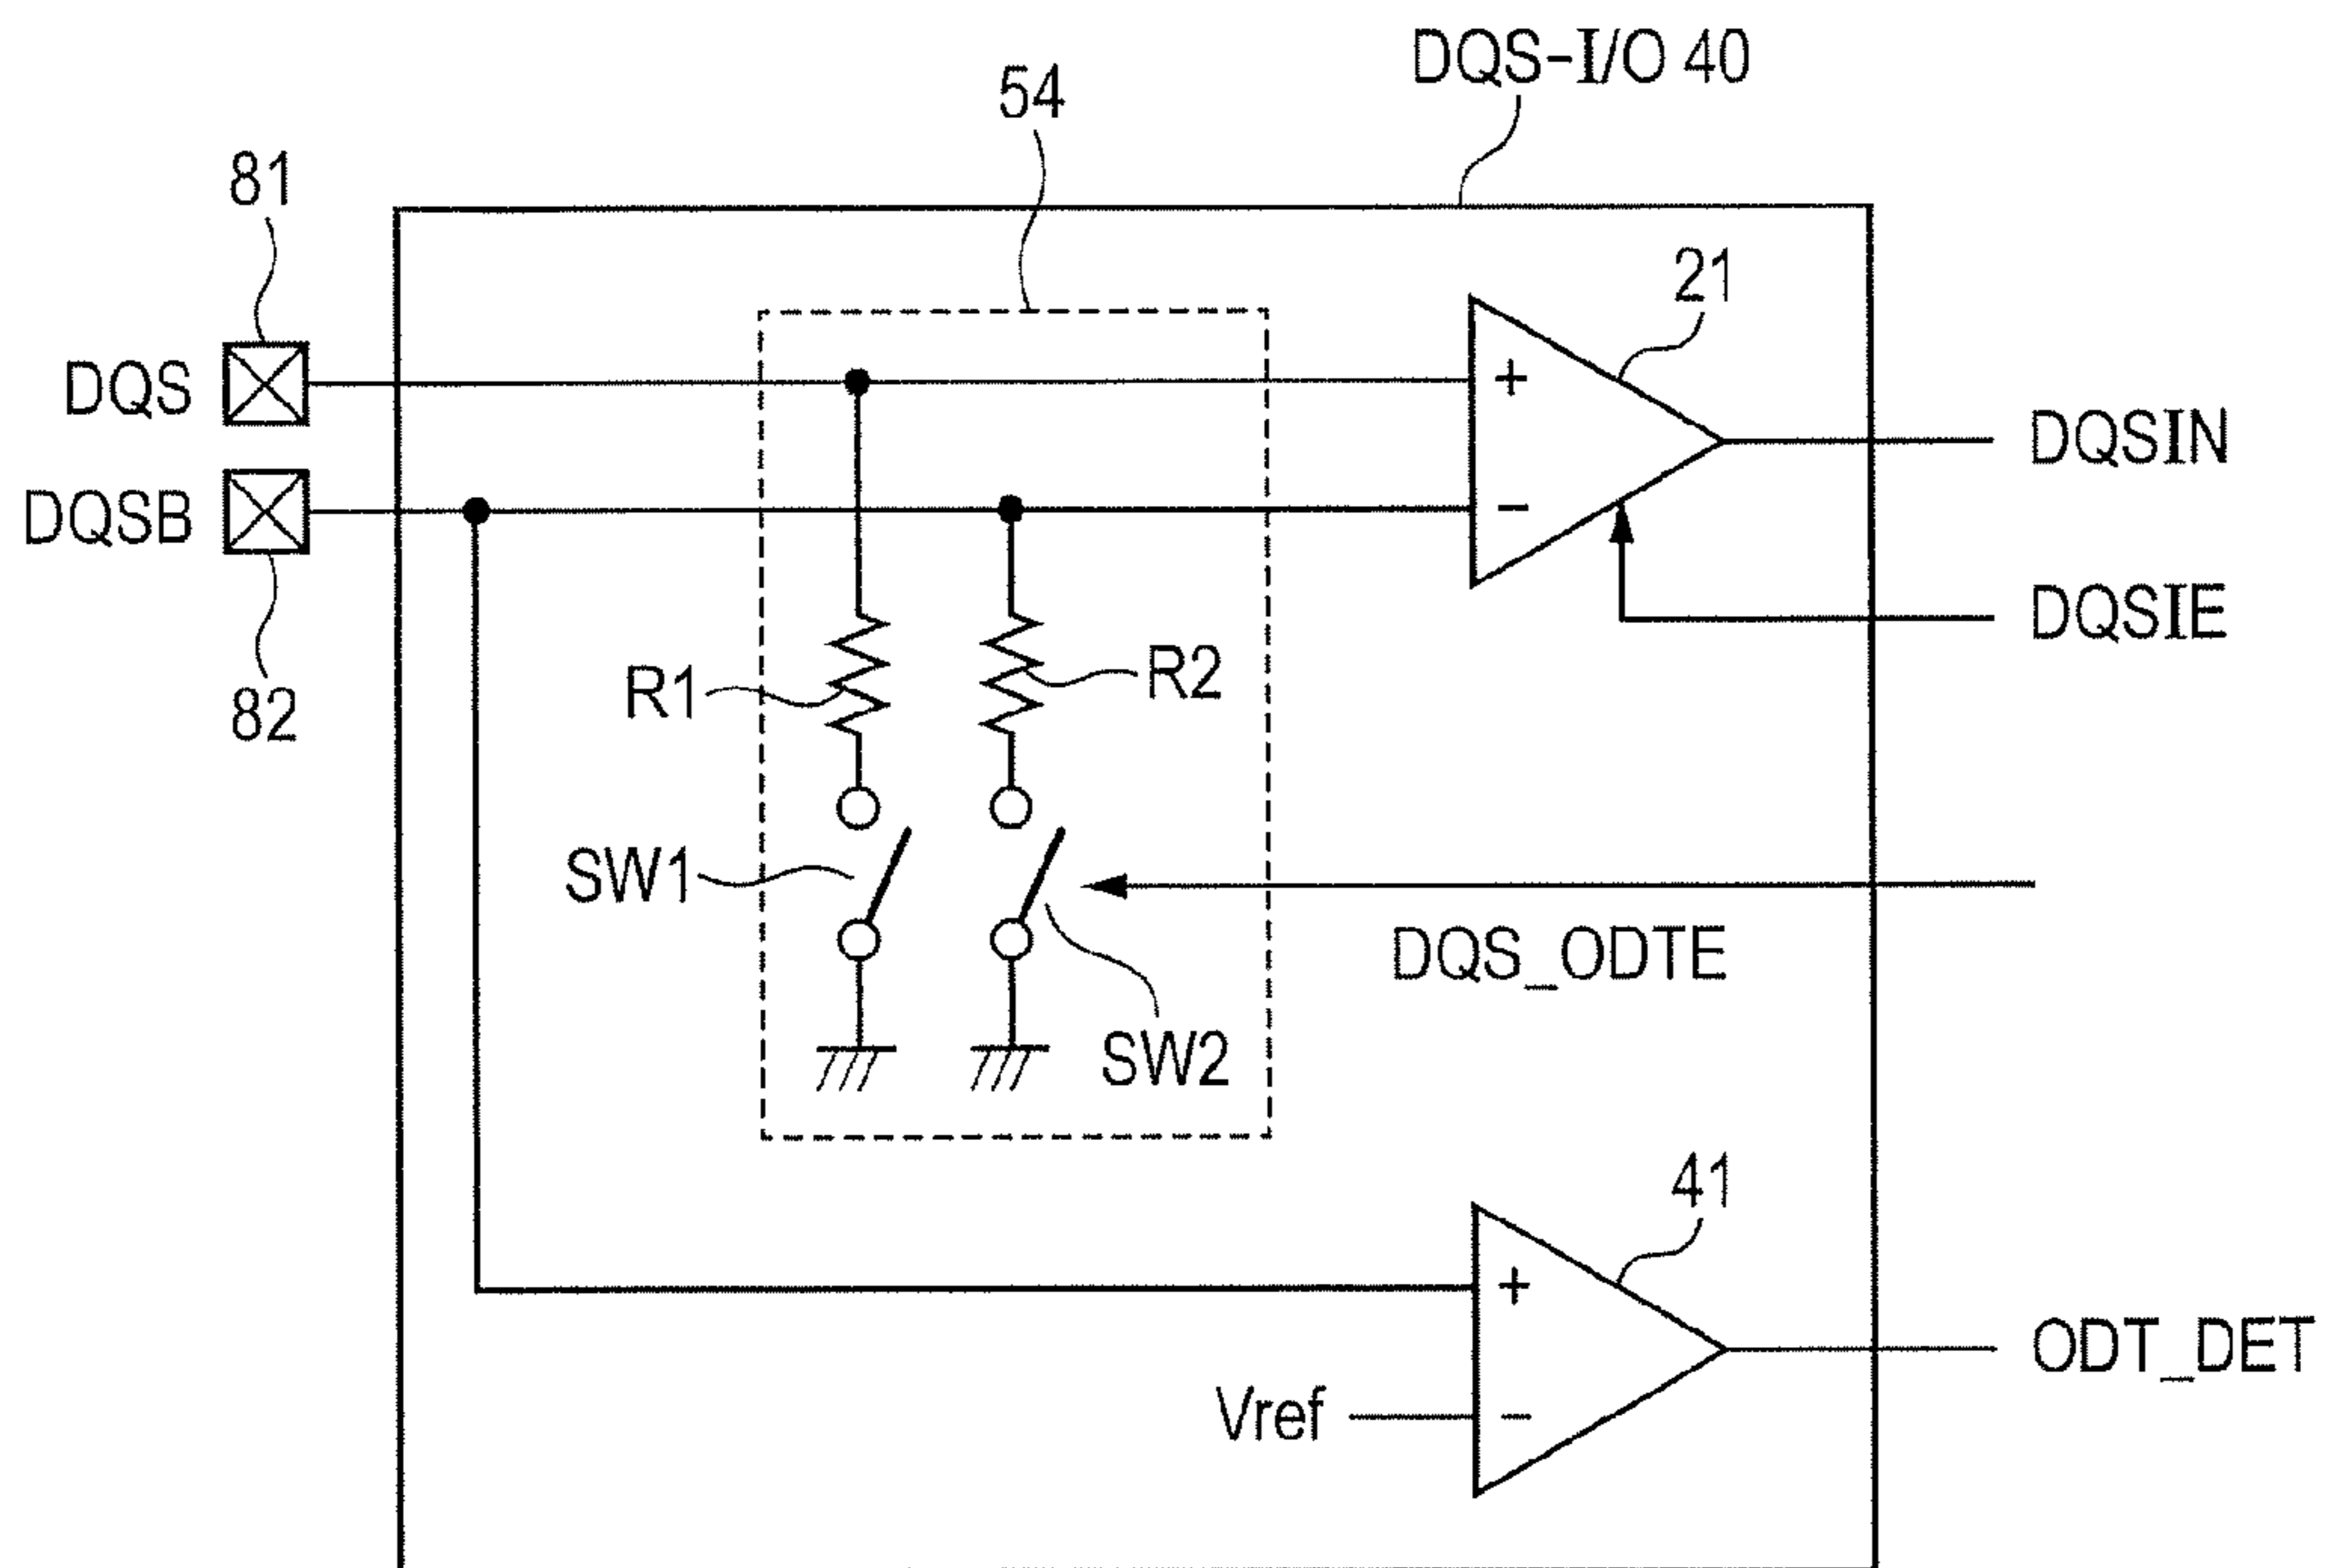 DQS-I/O 40
54
81
21
DQS
+
DQSIN
DQSB
−
DQSIE
R1
R2
82
SW1
DQS_ODTE
SW2
41
+
ODT_DET
Vref
−